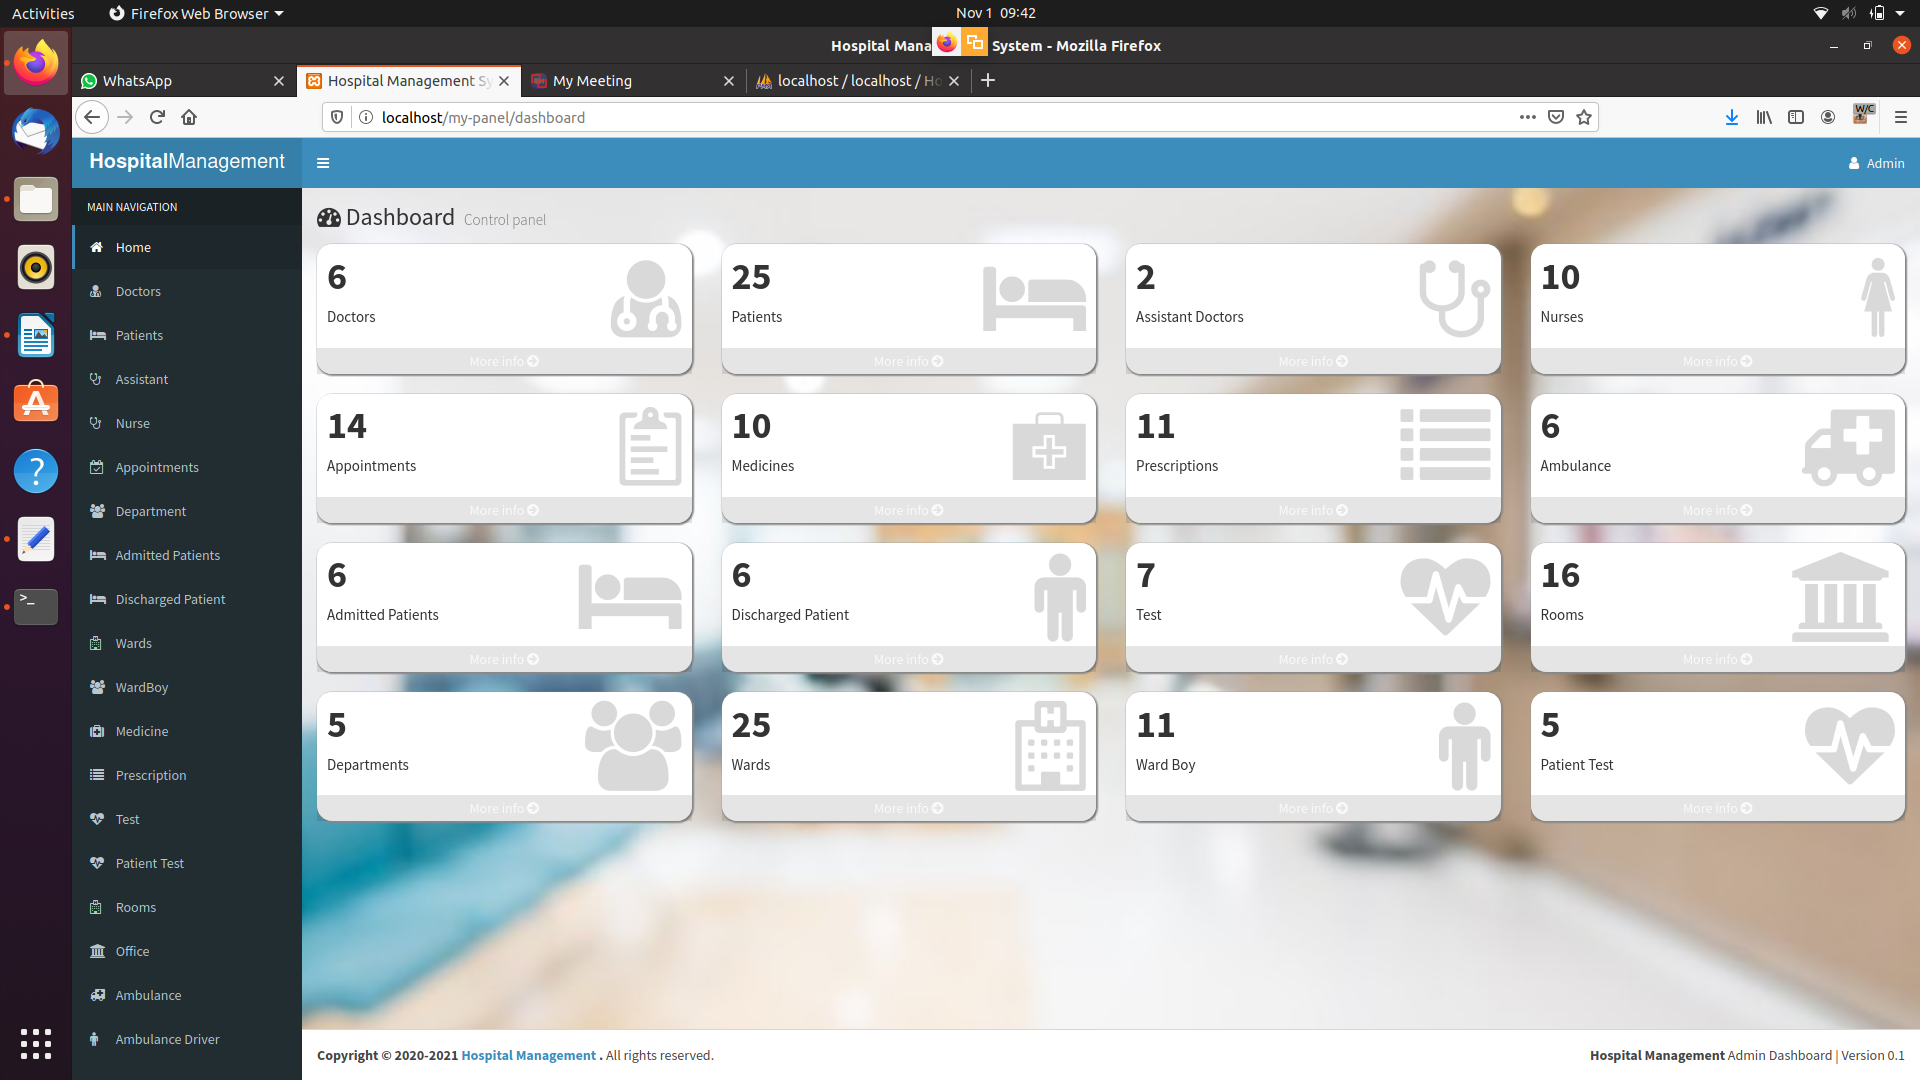 Activities
Firefox Web Browser
Nov 1 09:42
Hospital Mana System - Mozilla Firefox
WhatsApp
Hospital Management Sy
My Meeting
localhost / localhost / Ho
localhost/my-panel/dashboard
W/C
HospitalManagement
Admin
MAIN NAVIGATION
Home
Doctors
Patients
Assistant
Nurse
Appointments
Department
Admitted Patients
Discharged Patient
Wards
WardBoy
Medicine
Prescription
Test
Patient Test
Rooms
Office
Ambulance
Ambulance Driver
Dashboard Control panel
6
Doctors
More info
25
Patients
More info
2
Assistant Doctors
More info
10
Nurses
More info
14
Appointments
More info
10
Medicines
More info
11
Prescriptions
More info
6
Ambulance
More info
6
Admitted Patients
More info
6
Discharged Patient
More info
7
Test
More info
16
Rooms
More info
5
Departments
More info
25
Wards
More info
11
Ward Boy
More info
5
Patient Test
More info
Copyright © 2020-2021 Hospital Management . All rights reserved.
Hospital Management Admin Dashboard | Version 0.1